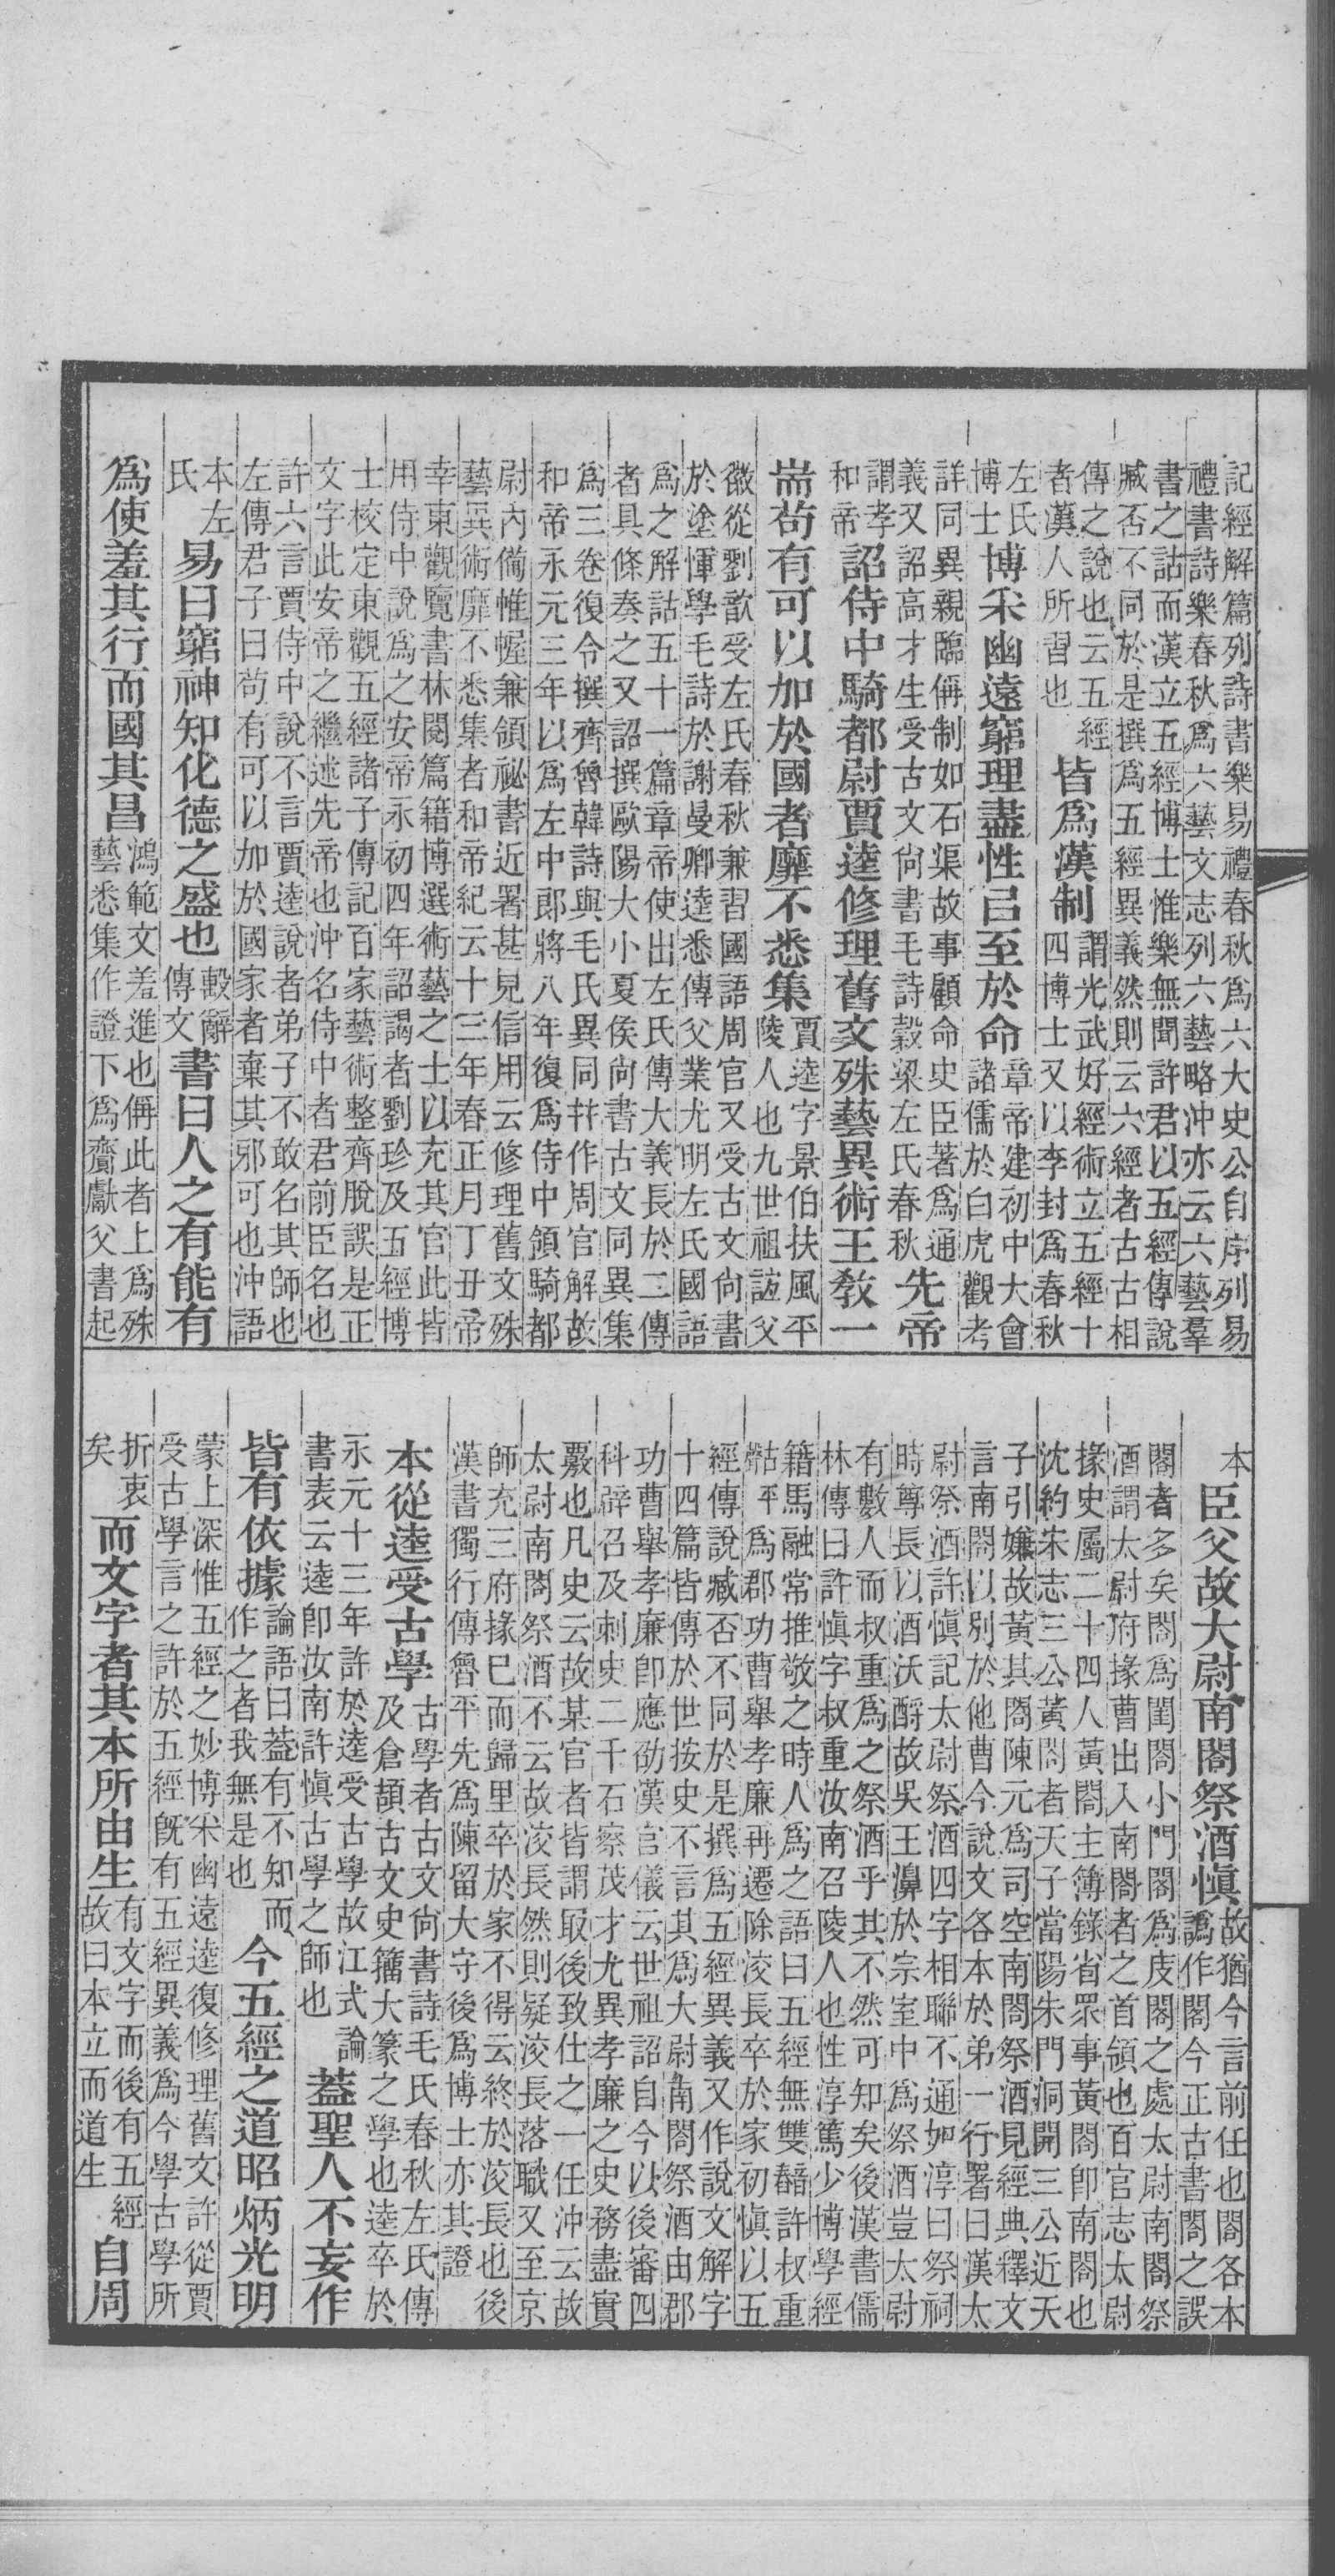 記經解篇列詩書樂易禮春秋爲六大史公自序列易
禮書詩樂春秋爲六藝文志列六藝略沖亦云六藝羣
書之詁而漢立五經博士惟樂無聞許君以五經傳說
臧否不同於是撰爲五經異義然則云六經者古古相
傳之說也云五經
者漢人所習也
皆爲漢制
謂光武好經術立五經十
四博士又以李封爲春秋
左氏
博士
博采幽遠窮理盡性㠯至於命
章帝建初中大會
諸儒於白虎觀考
詳同異親臨偁制如石渠故事顧命史臣著爲通
義又詔高才生受古文尙書毛詩穀梁左氏春秋
先帝
謂孝
和帝
詔侍中騎都尉賈逵修理舊文殊藝異術王敎一
耑茍有可以加於國者靡不悉集
賈逵字景伯扶風平
陵人也九世祖誼父
徽從劉歆受左氏春秋兼習國語周官又受古文尙書
於塗惲學毛詩於謝曼卿逵悉傳父業尤明左氏國語
爲之解詁五十一篇章帝使出左氏傳大義長於二傳
者具條奏之又詔撰歐陽大小夏侯尙書古文同異集
爲三卷復令撰齊魯韓詩與毛氏異同幷作周官解故
和帝永元三年以爲左中郎將八年復爲侍中領騎都
尉內備帷幄兼領祕書近署甚見信用云修理舊文殊
藝異術靡不悉集者和帝紀云十三年春正月丁丑帝
幸東觀覽書林閱篇籍博選術藝之士以充其官此皆
用侍中說爲之安帝永初四年詔謁者劉珍及五經博
士校定東觀五經諸子傳記百家藝術整齊脫誤是正
文字此安帝之繼述先帝也沖名侍中者君前臣名也
許六言賈侍中說不言賈逵說者弟子不敢名其師也
左傳君子曰茍有可以加於國家者棄其邪可也沖語
本左
氏
易曰窮神知化德之盛也
毄辭
傳文
書曰人之有能有
爲使羞其行而國其昌
鴻範文羞進也偁此者上爲殊
藝悉集作證下爲齎獻父書起
本
臣父故大尉南閣祭酒愼
故猶今言前任也閣各本
譌作閤今正古書閣之誤
閤者多矣閤爲閨閤小門閣爲庋閣之處太尉南閣祭
酒謂太尉府掾曹出入南閤者之首領也百官志太尉
掾史屬二十四人黃閤主簿錄省眾事黃閤卽南閤也
沈約宋志三公黃閤者天子當陽朱門洞開三公近天
子引嫌故黃其閤陳元爲司空南閤祭酒見經典釋文
言南閤以別於他曹今說文各本於弟一行署曰漢太
尉祭酒許愼記太尉祭酒四字相聯不通如淳曰祭祠
時尊長以酒沃酹故吳王濞於宗室中爲祭酒豈太尉
有數人而叔重爲之祭酒乎其不然可知矣後漢書儒
林傳曰許愼字叔重汝南召陵人也性淳篤少博學經
籍馬融常推敬之時人爲之語曰五經無雙許叔重
爲郡功曹舉孝廉再遷除洨長卒於家初愼以五
經傳說臧否不同於是撰爲五經異義又作說文解字
十四篇皆傳於世按史不言其爲大尉南閤祭酒由郡
功曹舉孝廉卽應劭漢官儀云世祖詔自今以後審四
科辟召及刺史二千石察茂才尤異孝廉之史務盡實
覈也凡史云故某官者皆謂取後致仕之一任沖云故
太尉南閤祭酒不云故洨長然則疑洨長落職又至京
師充三府掾巳而歸里卒於家不得云終於洨長也後
漢書獨行傳魯平先爲陳留大守後爲博士亦其證
本從逵受古學
古學者古文尙書詩毛氏春秋左氏傳
及倉頡古文史籒大篆之學也逵卒於
永元十三年許於逵受古學故江式論
書表云逵卽汝南許愼古學之師也
葢聖人不妄作
皆有依據
論語曰葢有不知而
作之者我無是也
今五經之道昭炳光明
蒙上深惟五經之妙博采幽遠逵復修理舊文許從賈
受古學言之許於五經旣有五經異義爲今學古學所
折衷
矣
而文字者其本所由生
有文字而後有五經
故曰本立而道生
自周